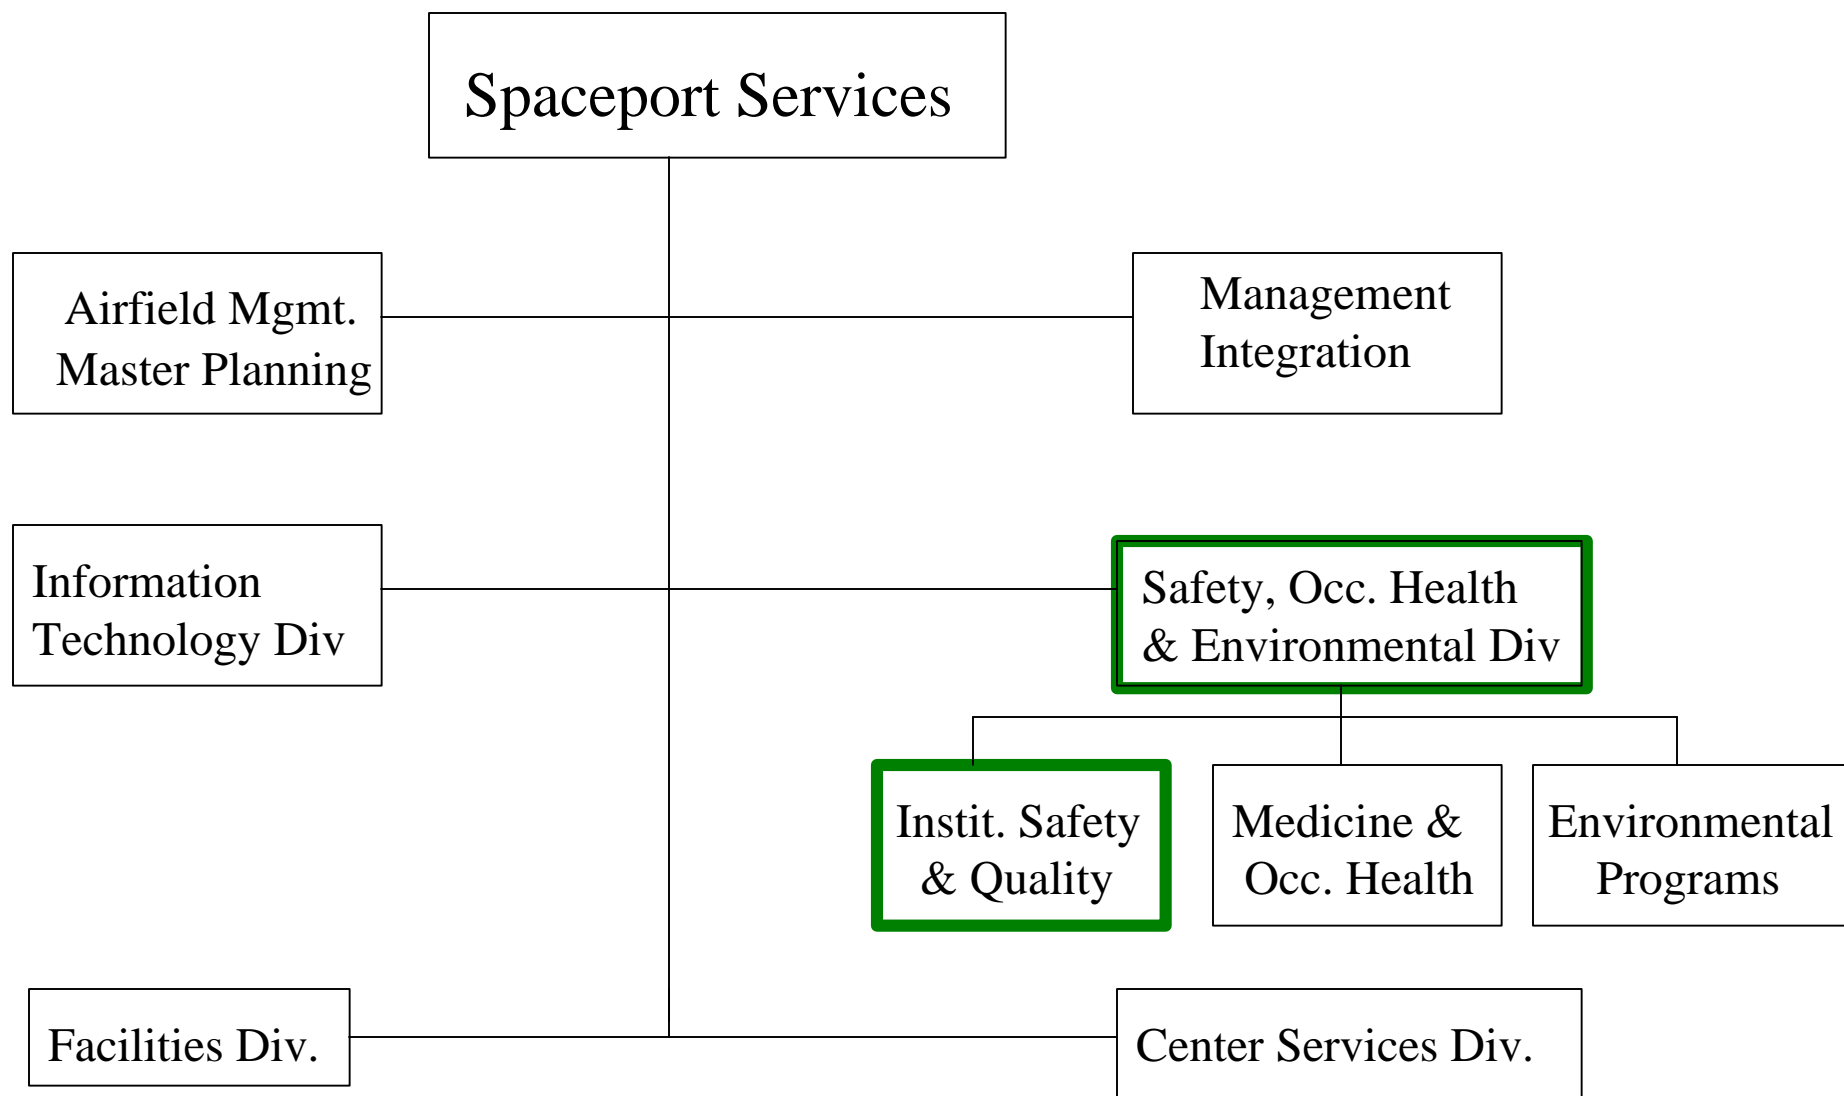 Spaceport Services
Airfield Mgmt.
Master Planning
Management
Integration
Information
Technology Div
Safety, Occ. Health
& Environmental Div
Instit. Safety
& Quality
Medicine &
Occ. Health
Environmental
Programs
Facilities Div.
Center Services Div.